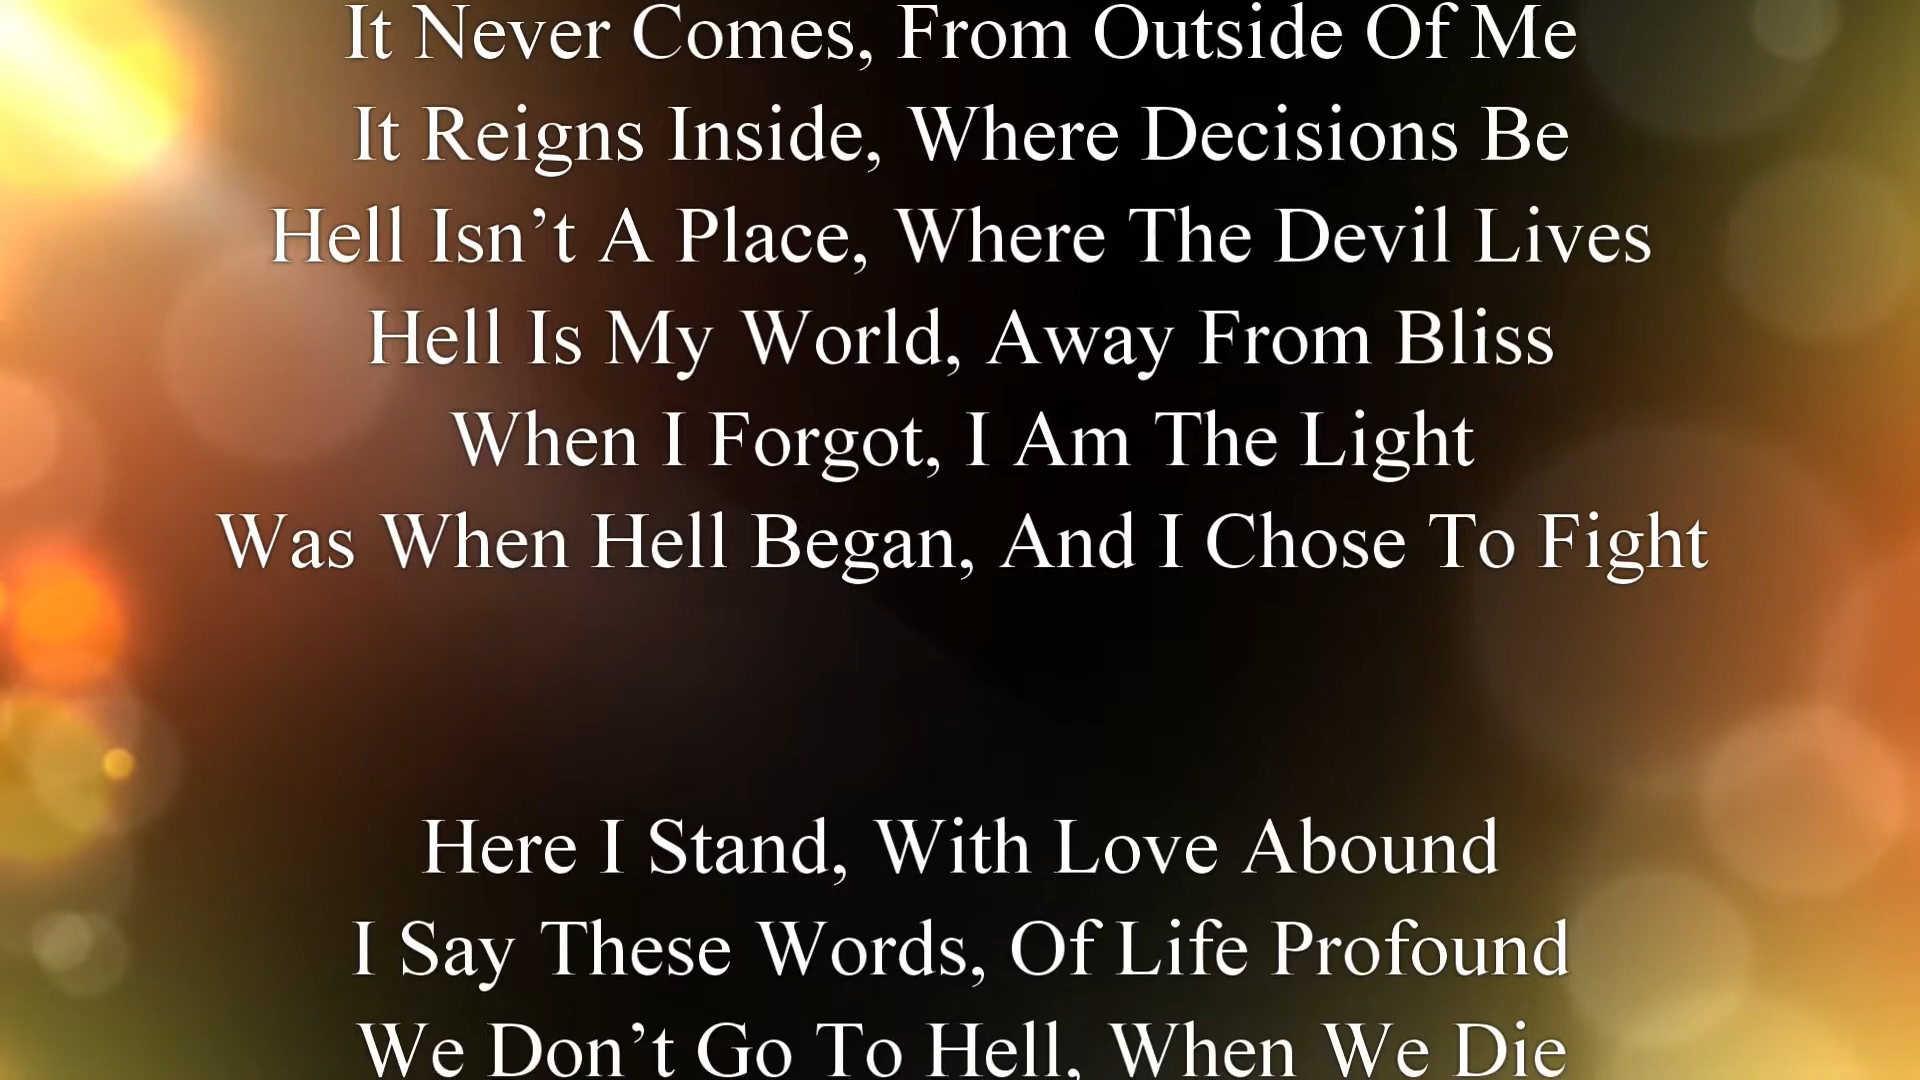 It Never Comes, From Outside Of Me
It Reigns Inside, Where Decisions Be
Hell Isn’t A Place, Where The Devil Lives
Hell Is My World, Away From Bliss
When I Forgot, I Am The Light
Was When Hell Began, And I Chose To Fight
Here I Stand, With Love Abound
I Say These Words, Of Life Profound
We Don’t Go To Hell, When We Die